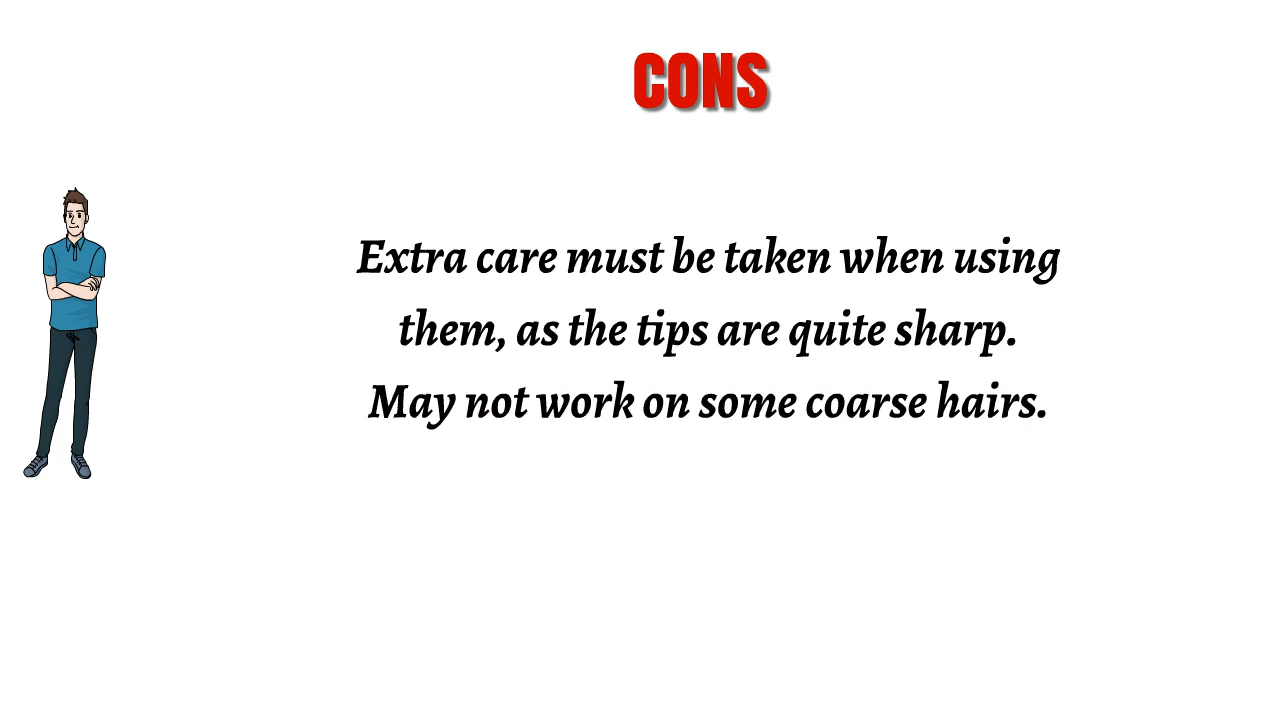 CONS
Extra care must be taken when using
them, as the tips are quite sharp.
May not work on some coarse hairs.